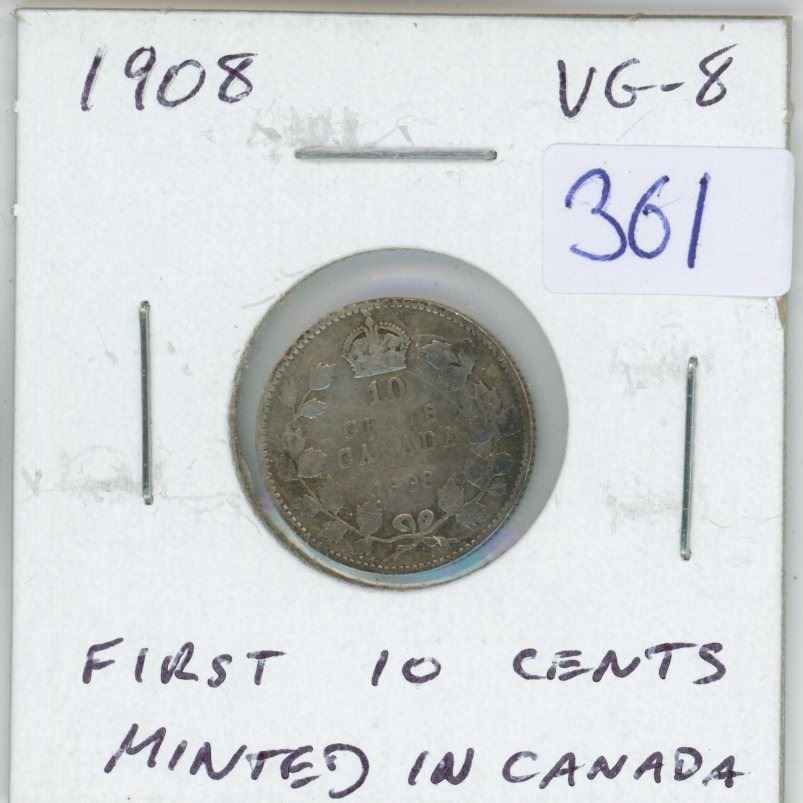 1908 VG-8
361
10
CENTS
CANADA
1908
FIRST 10 CENTS
MINTED IN CANADA